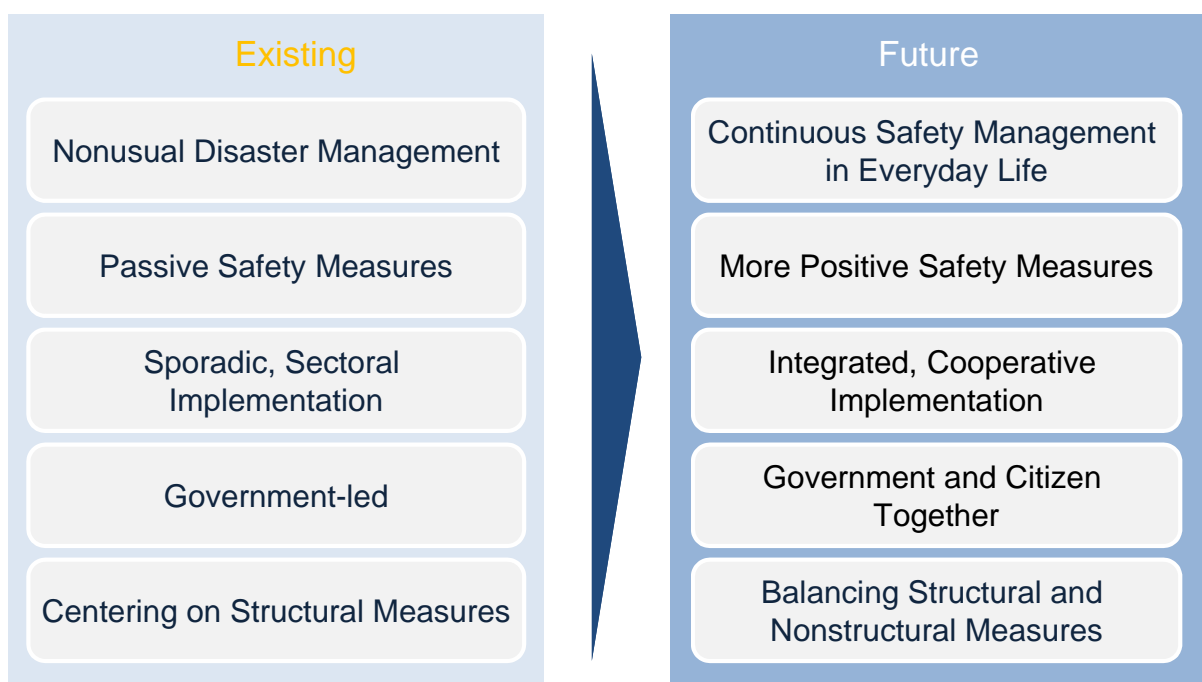 Existing
Nonusual Disaster Management
Passive Safety Measures
Sporadic, Sectoral
Implementation
Government-led
Centering on Structural Measures
Future
Continuous Safety Management
in Everyday Life
More Positive Safety Measures
Integrated, Cooperative
Implementation
Government and Citizen
Together
Balancing Structural and
Nonstructural Measures